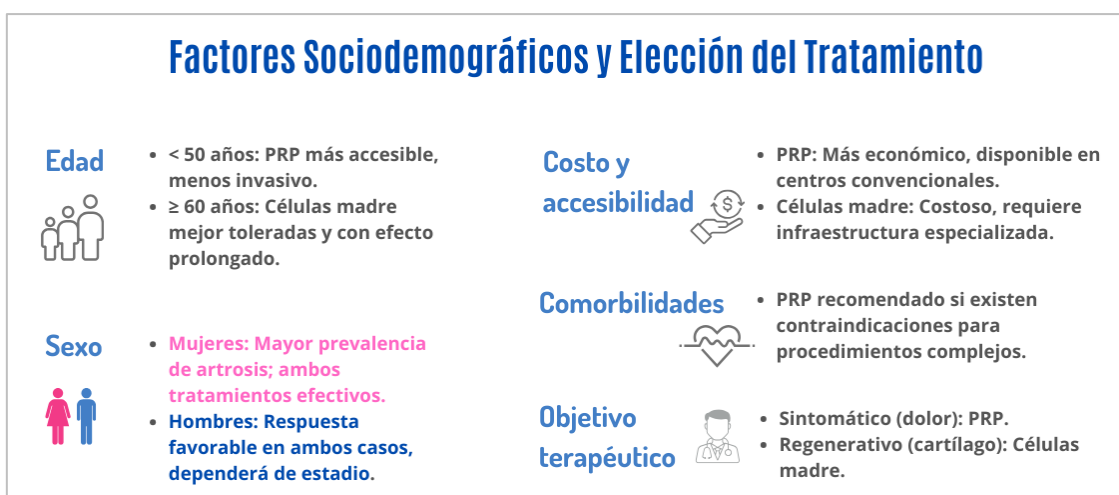 Factores Sociodemográficos y Elección del Tratamiento
Edad
• < 50 años: PRP más accesible,
menos invasivo.
• ≥ 60 años: Células madre
mejor toleradas y con efecto
prolongado.
Sexo
• Mujeres: Mayor prevalencia
de artrosis; ambos
tratamientos efectivos.
• Hombres: Respuesta
favorable en ambos casos,
dependerá de estadio.
Costo y
accesibilidad
$
• PRP: Más económico, disponible en
centros convencionales.
• Células madre: Costoso, requiere
infraestructura especializada.
Comorbilidades
• PRP recomendado si existen
contraindicaciones para
procedimientos complejos.
Objetivo
terapéutico
• Sintomático (dolor): PRP.
• Regenerativo (cartílago): Células
madre.